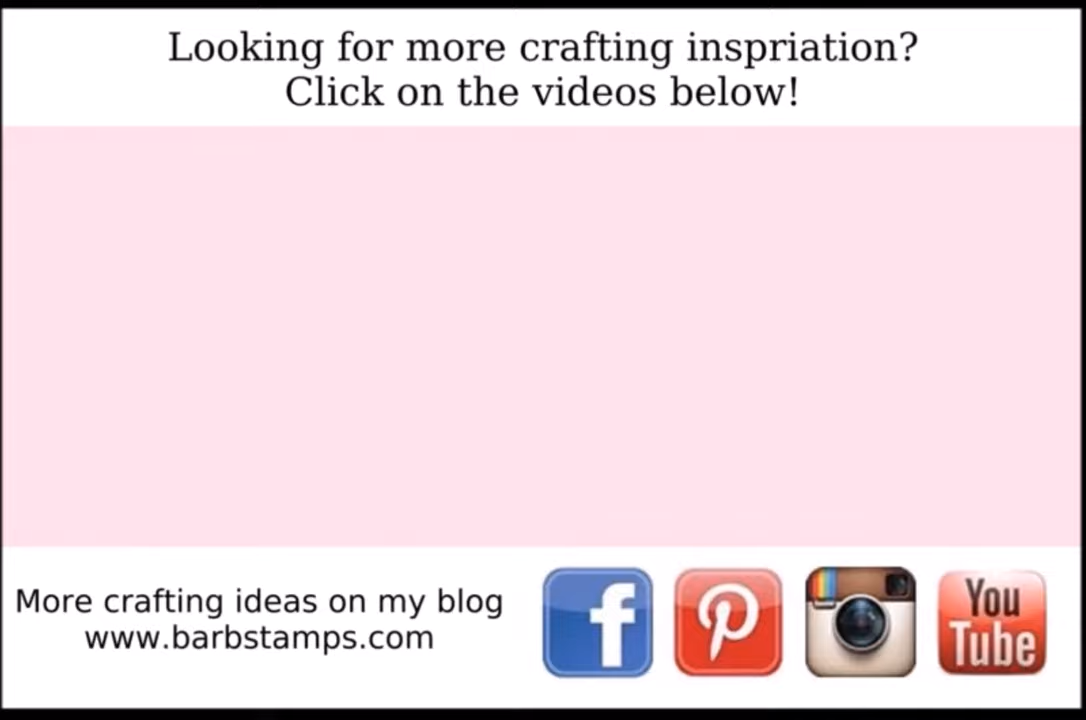 Looking for more crafting inspriation?
Click on the videos below!
More crafting ideas on my blog
www.barbstamps.com
You
Tube